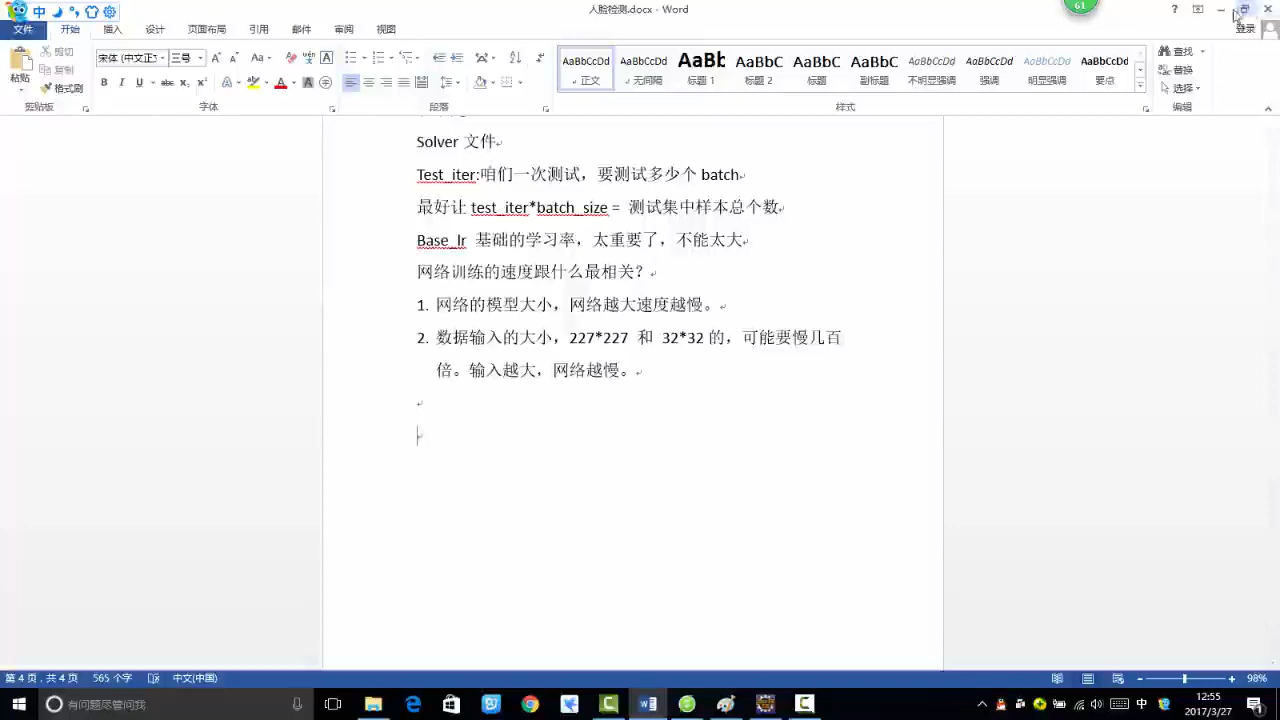 中
人脸检测.docx - Word
61
?
文件
开始
插入
设计
页面布局
引用
邮件
审阅
视图
登录
粘贴
剪切
复制
格式刷
剪贴板
宋体 (中文正
三号
Aa
B I U abc x₂ x²
A
字体
段落
AaBbCcDd
正文
AaBbCcDd
无间隔
AaBb
标题 1
AaBbC
标题 2
AaBbC
标题
AaBbC
副标题
AaBbCcDd
不明显强调
AaBbCcDd
强调
AaBbCcDd
明显强调
AaBbCcDd
要点
样式
查找
替换
选择
编辑
Solver 文件
Test_iter:咱们一次测试，要测试多少个 batch
最好让 test_iter*batch_size = 测试集中样本总个数
Base_lr 基础的学习率，太重要了，不能太大
网络训练的速度跟什么最相关？
1. 网络的模型大小，网络越大速度越慢。
2. 数据输入的大小，227*227 和 32*32 的，可能要慢几百
倍。输入越大，网络越慢。
第 4 页，共 4 页
565 个字
中文(中国)
98%
有问题尽管问我
中
12:55
2017/3/27